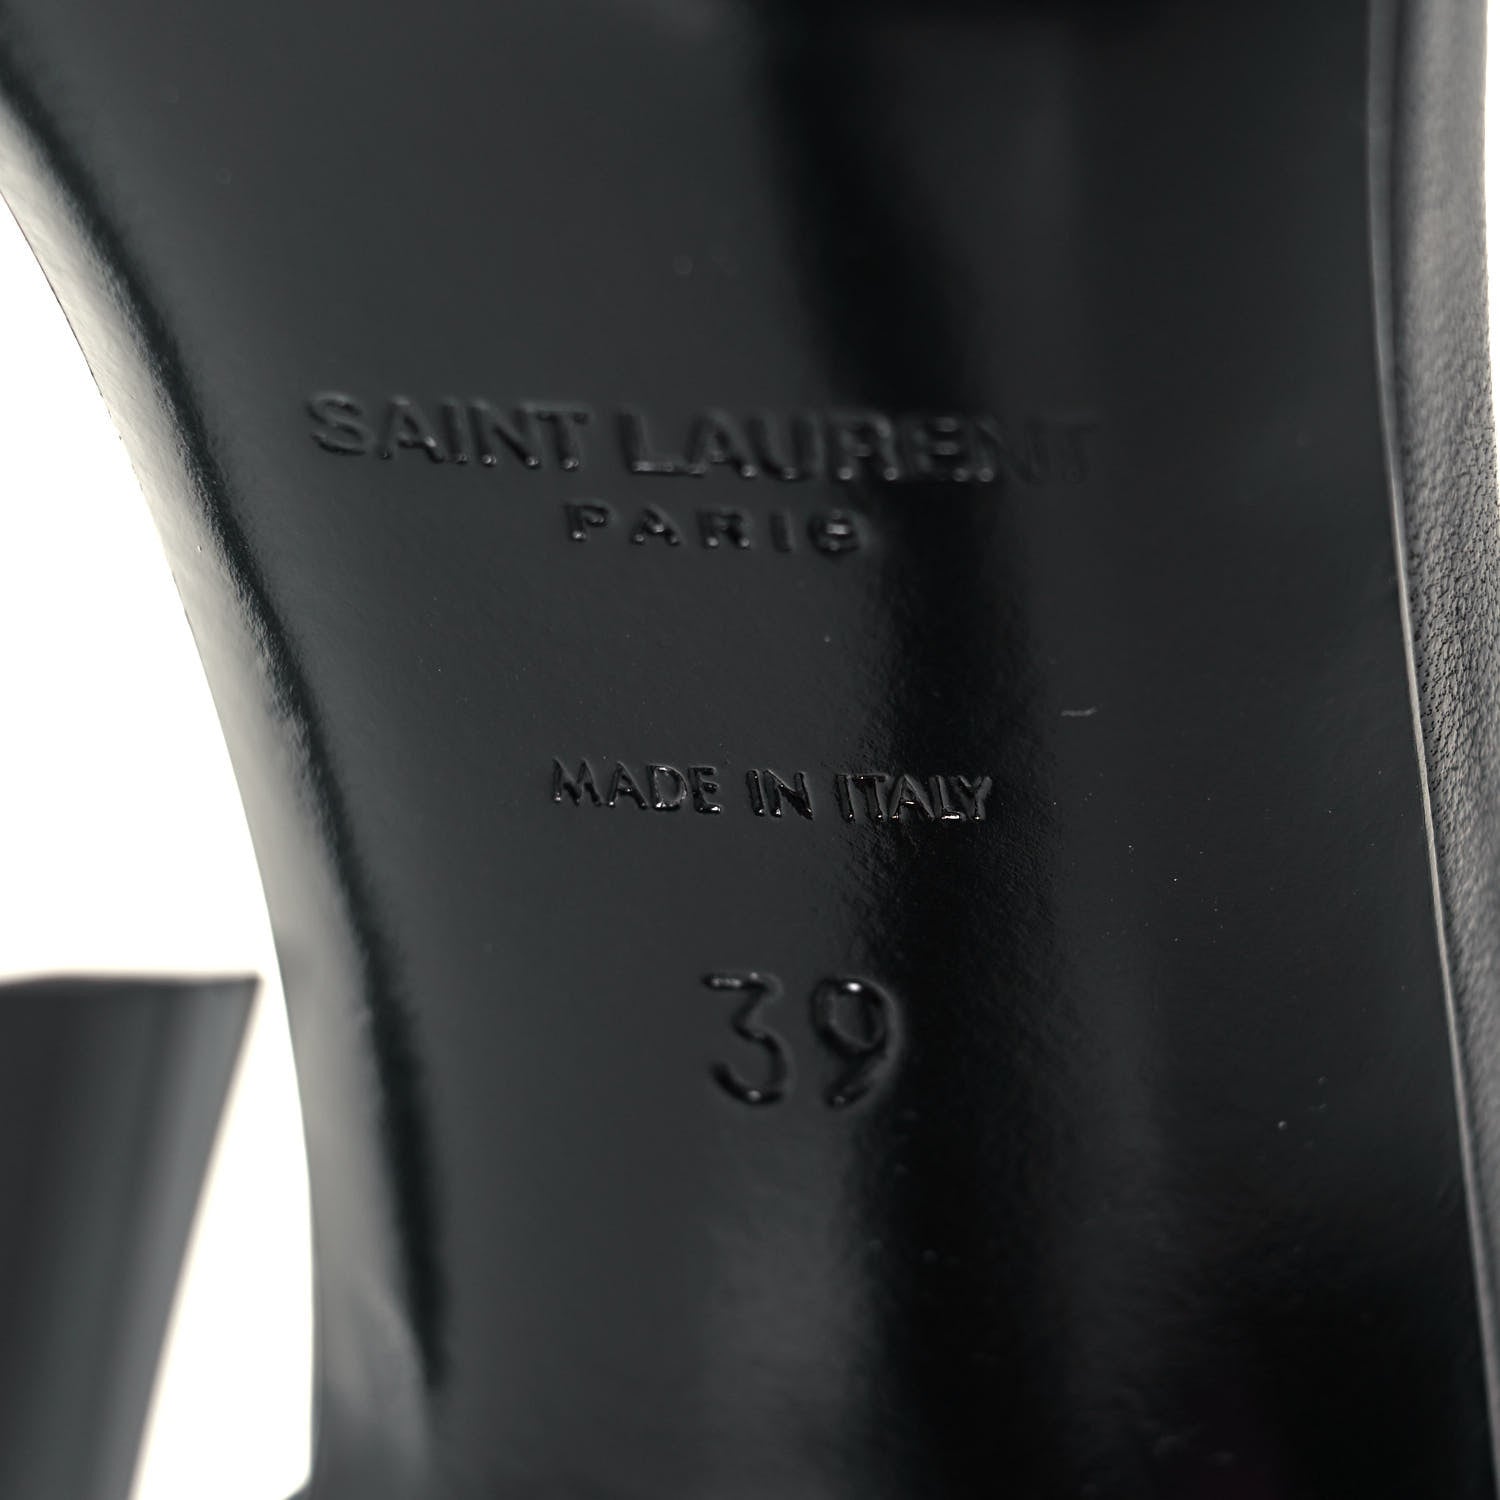 SAINT LAURENT
PARIS
MADE IN ITALY
39